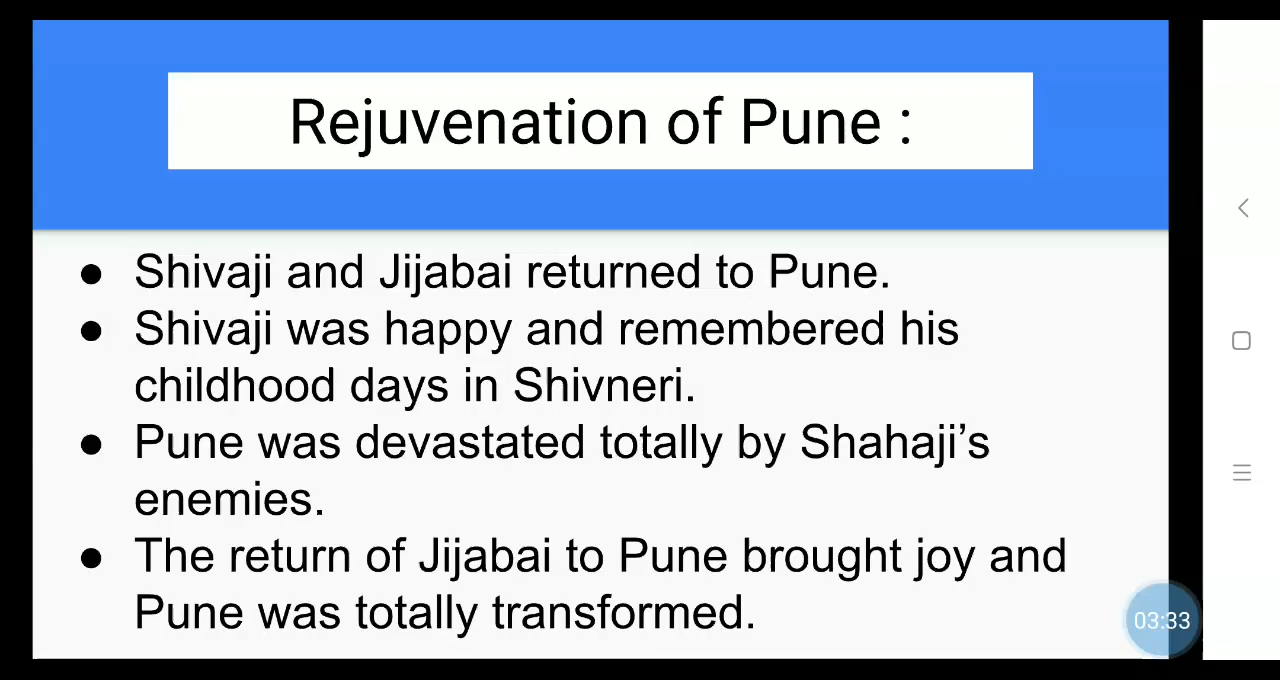 Rejuvenation of Pune :
● Shivaji and Jijabai returned to Pune.
● Shivaji was happy and remembered his
childhood days in Shivneri.
● Pune was devastated totally by Shahaji’s
enemies.
● The return of Jijabai to Pune brought joy and
Pune was totally transformed.
03:33